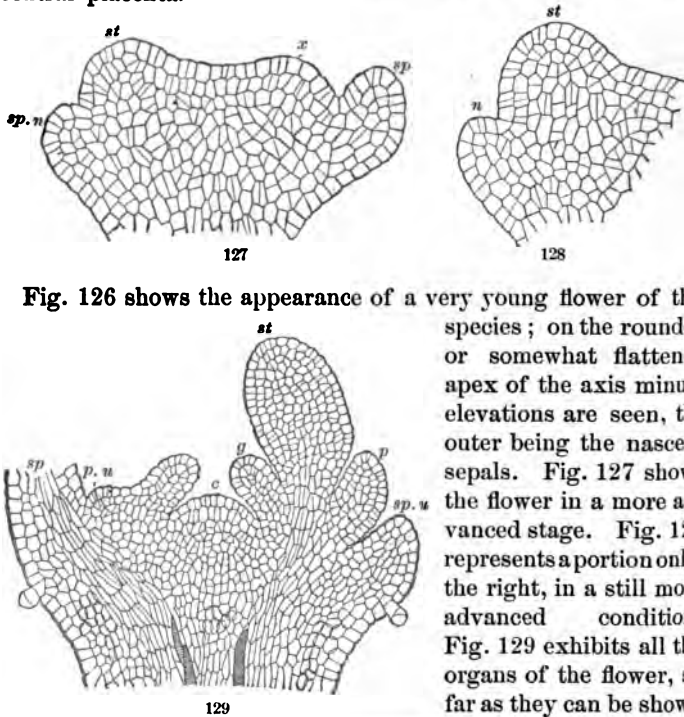 central placenta.
st
x
sp
sp. n
127
st
n
128
Fig. 126 shows the appearance of a very young flower of th
species ; on the round
or somewhat flatten
apex of the axis minu
elevations are seen, t
outer being the nasce
sepals. Fig. 127 show
the flower in a more a
vanced stage. Fig. 12
represents a portion onl
the right, in a still mo
advanced condition
Fig. 129 exhibits all th
organs of the flower, s
far as they can be show
st
sp
p. u
g
c
p
sp. u
129